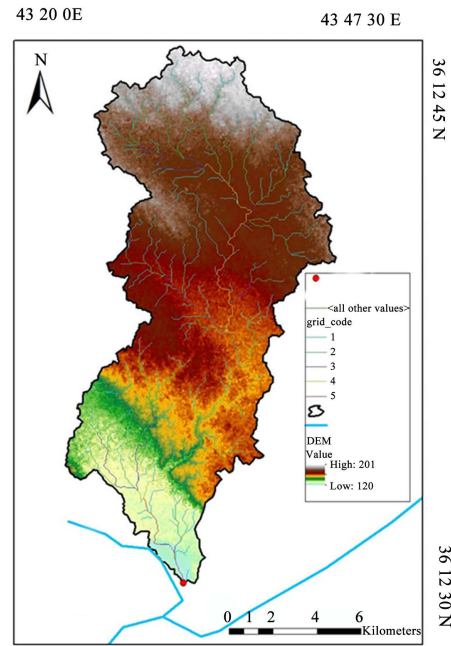 43 20 0E
43 47 30 E
N
36 12 45 N
<all other values>
grid_code
1
2
3
4
5
DEM
Value
High: 201
Low: 120
36 12 30 N
0 1 2 4 6
Kilometers